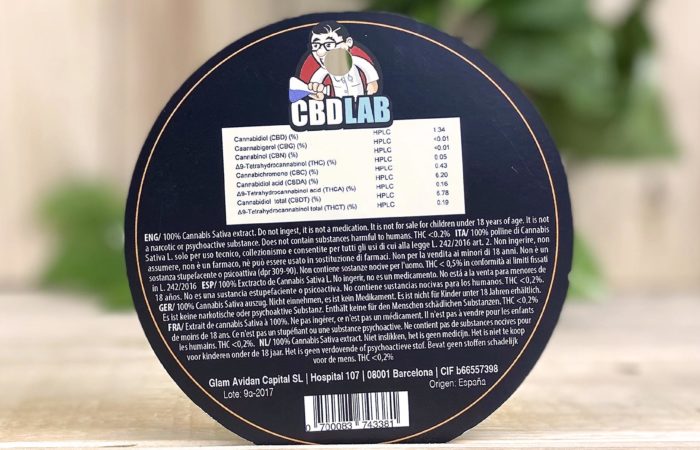 CBDLAB
Cannabidiol (CBD) (%) HPLC 1.34
Caannabigerol (CBG) (%) HPLC <0.01
Cannabinol (CBN) (%) HPLC <0.01
Δ9-Tetrahydrocannabinol (THC) (%) HPLC 0.05
Cannabichromene (CBC) (%) HPLC 0.43
Cannabidiol acid (CBDA) (%) HPLC 6.20
Δ9-Tetrahydrocannabinol acid (THCA) (%) HPLC 0.16
Cannabidiol total (CBDT) (%) HPLC 6.78
Δ9-Tetrahydrocannabinol total (THCT) (%) HPLC 0.19
ENG/ 100% Cannabis Sativa extract. Do not ingest, it is not a medication. It is not for sale for children under 18 years of age. It is not
a narcotic or psychoactive substance. Does not contain substances harmful to humans. THC <0.2% ITA/ 100% polline di Cannabis
Sativa L. solo per uso tecnico, collezionismo e consentite per tutti gli usi di cui alla legge L. 242/2016 art. 2. Non ingerire, non
assumere, non è un farmaco, nè può essere usato in sostituzione di farmaci. Non per la vendita ai minori di 18 anni. Non è un
sostanza stupefacente o psicoattiva (dpr 309-90). Non contiene sostanze nocive per l'uomo. THC < 0,5% in conformità ai limiti fissati
in L. 242/2016 ESP/ 100% Exctracto de Cannabis Sativa L. No ingerir, no es un medicamento. No está a la venta para menores de
18 años. No es una sustancia estupefaciente o psicoactiva. No contiene sustancias nocivas para los humanos. THC <0,2%.
GER/ 100% Cannabis Sativa auszug. Nicht einnehmen, es ist kein Medikament. Es ist nicht für Kinder unter 18 Jahren erhältlich.
Es ist keine narkotische oder psychoaktive Substanz. Enthält keine für den Menschen schädlichen Substanzen. THC <0.2%
FRA/ Extrait de cannabis Sativa à 100%. Ne pas ingérer, ce n'est pas un médicament. Il n'est pas à vendre pour les enfants
de moins de 18 ans. Ce n'est pas un stupéfiant ou une substance psychoactive. Ne contient pas de substances nocives pour
les humains. THC <0,2%. NL/ 100% Cannabis Sativa extract. Niet inslikken, het is geen medicijn. Het is niet te koop
voor kinderen onder de 18 jaar. Het is geen verdovende of psychoactieve stof. Bevat geen stoffen schadelijk
voor de mens. THC <0,2%
Glam Avidan Capital SL | Hospital 107 | 08001 Barcelona | CIF b66557398
Lote: 9a-2017 Origen: España
0 700083 743381